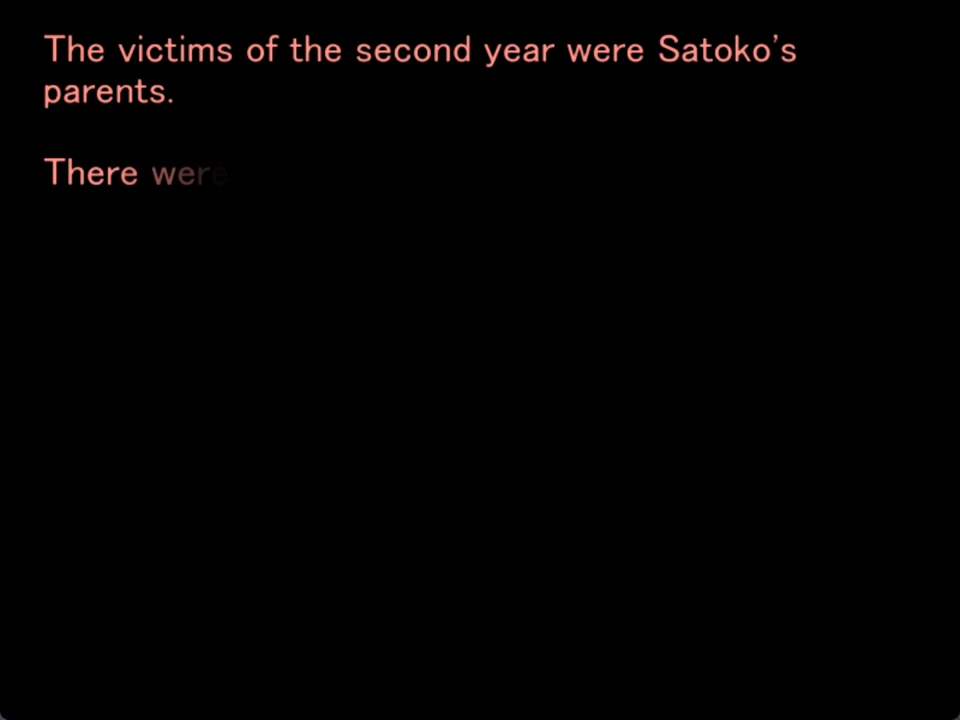 The victims of the second year were Satoko’s
parents.
There were